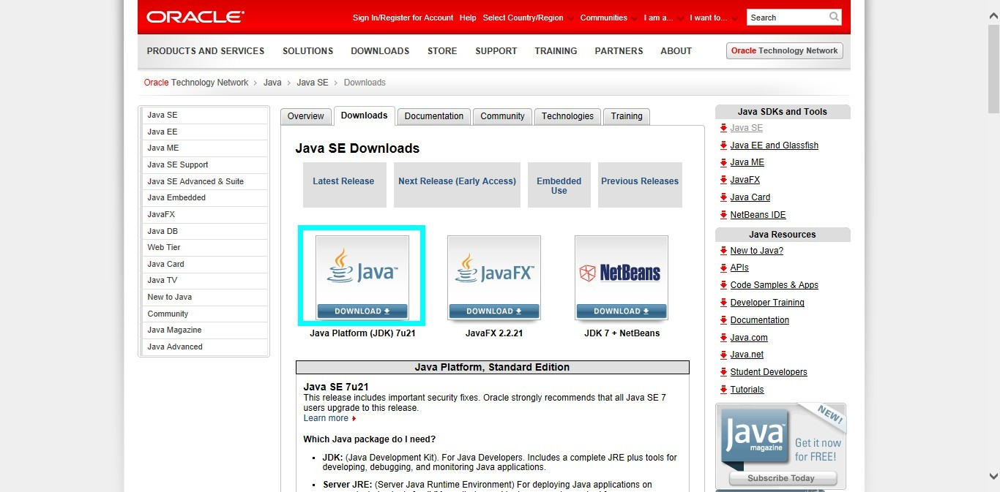 ORACLE
Sign In/Register for Account Help Select Country/Region Communities I am a... I want to... Search
PRODUCTS AND SERVICES SOLUTIONS DOWNLOADS STORE SUPPORT TRAINING PARTNERS ABOUT Oracle Technology Network
Oracle Technology Network > Java > Java SE > Downloads
Java SE
Java EE
Java ME
Java SE Support
Java SE Advanced & Suite
Java Embedded
JavaFX
Java DB
Web Tier
Java Card
Java TV
New to Java
Community
Java Magazine
Java Advanced
Overview Downloads Documentation Community Technologies Training
Java SE Downloads
Latest Release Next Release (Early Access) Embedded Use Previous Releases
Java™ JavaFX™ NetBeans
DOWNLOAD DOWNLOAD DOWNLOAD
Java Platform (JDK) 7u21 JavaFX 2.2.21 JDK 7 + NetBeans
Java Platform, Standard Edition
Java SE 7u21
This release includes important security fixes. Oracle strongly recommends that all Java SE 7
users upgrade to this release.
Learn more
Which Java package do I need?
▪ JDK: (Java Development Kit). For Java Developers. Includes a complete JRE plus tools for
developing, debugging, and monitoring Java applications.
▪ Server JRE: (Server Java Runtime Environment) For deploying Java applications on
Java SDKs and Tools
Java SE
Java EE and Glassfish
Java ME
JavaFX
Java Card
NetBeans IDE
Java Resources
New to Java?
APIs
Code Samples & Apps
Developer Training
Documentation
Java.com
Java.net
Student Developers
Tutorials
NEW!
Java™
magazine
Get it now
for FREE!
Subscribe Today